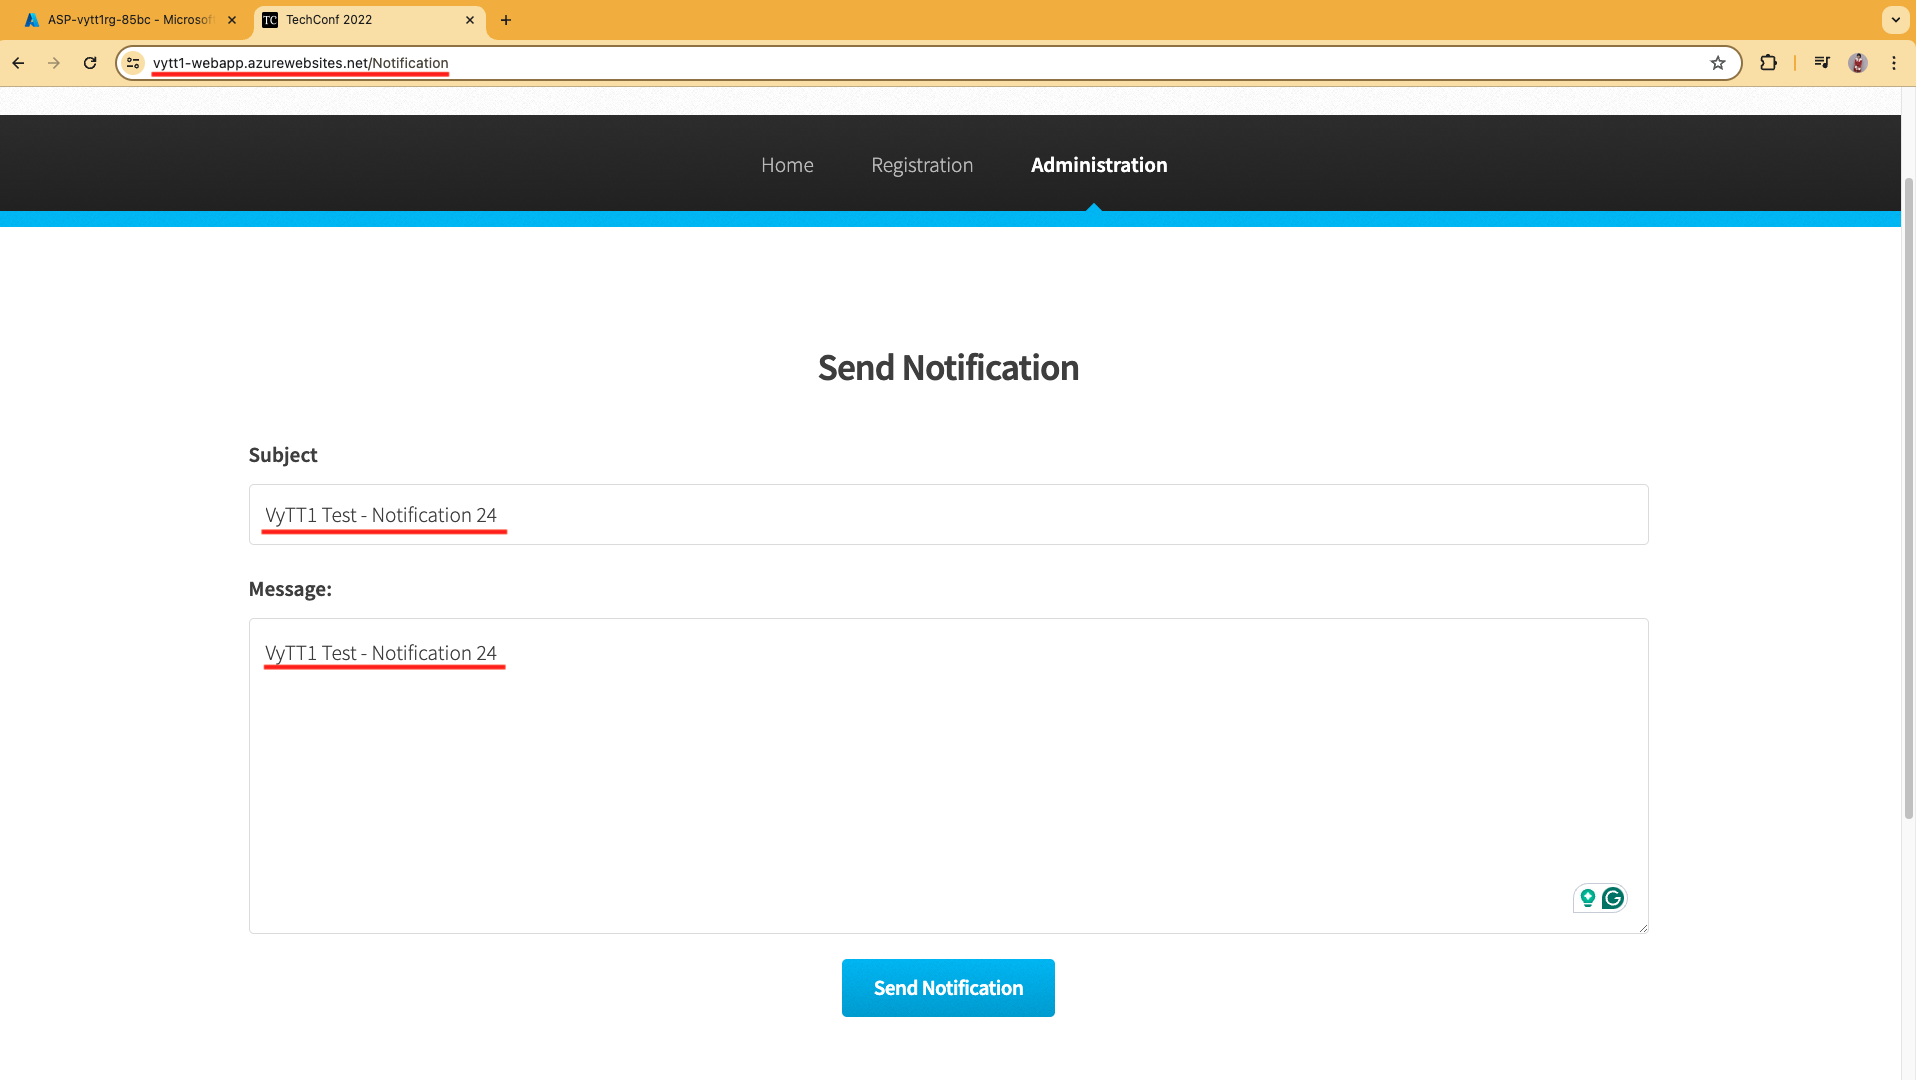 ASP-vytt1rg-85bc - Microsof
TC TechConf 2022
vytt1-webapp.azurewebsites.net/Notification
Home Registration Administration
Send Notification
Subject
VyTT1 Test - Notification 24
Message:
VyTT1 Test - Notification 24
Send Notification